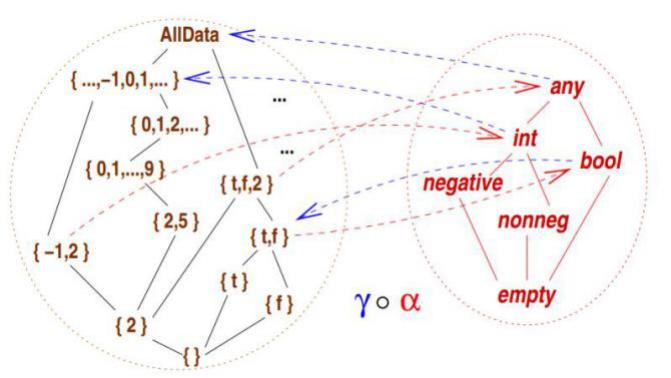 AllData
{ ...,−1,0,1,... }
{ 0,1,2,... }
{ 0,1,...,9 }
{ 2,5 }
{ −1,2 }
{ 2 }
{ t,f,2 }
{ t,f }
{ t }
{ f }
{ }
...
...
γ ∘ α
any
int
bool
negative
nonneg
empty